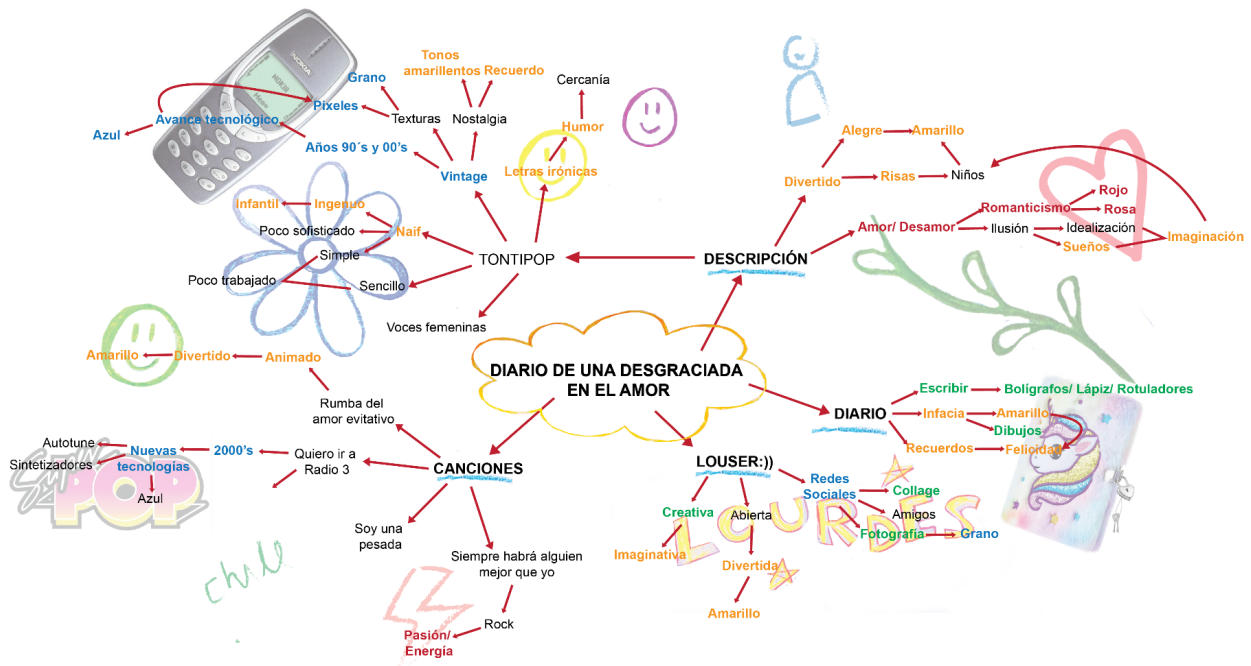 NOKIA
NOKIA
Menu
Tonos
amarillentos
Recuerdo
Grano
Píxeles
Texturas
Nostalgia
Cercanía
Humor
Letras irónicas
Azul
Avance tecnológico
Años 90´s y 00's
Vintage
Infantil
Ingenuo
Poco sofisticado
Naif
Simple
Poco trabajado
Sencillo
TONTIPOP
Voces femeninas
DESCRIPCIÓN
Alegre
Amarillo
Divertido
Risas
Niños
Amor/ Desamor
Romanticismo
Rojo
Rosa
Ilusión
Idealización
Sueños
Imaginación
DIARIO DE UNA DESGRACIADA
EN EL AMOR
Amarillo
Divertido
Animado
Rumba del
amor evitativo
Autotune
Sintetizadores
Nuevas
tecnologías
2000's
Quiero ir a
Radio 3
Azul
CANCIONES
Soy una
pesada
Siempre habrá alguien
mejor que yo
Rock
Pasión/
Energía
Super
POP
chill
LOUSER:))
Redes
Sociales
Collage
Amigos
Fotografía
Grano
Creativa
Imaginativa
Abierta
Divertida
Amarillo
LOURDES
DIARIO
Escribir
Bolígrafos/ Lápiz/ Rotuladores
Infacia
Amarillo
Dibujos
Recuerdos
Felicidad